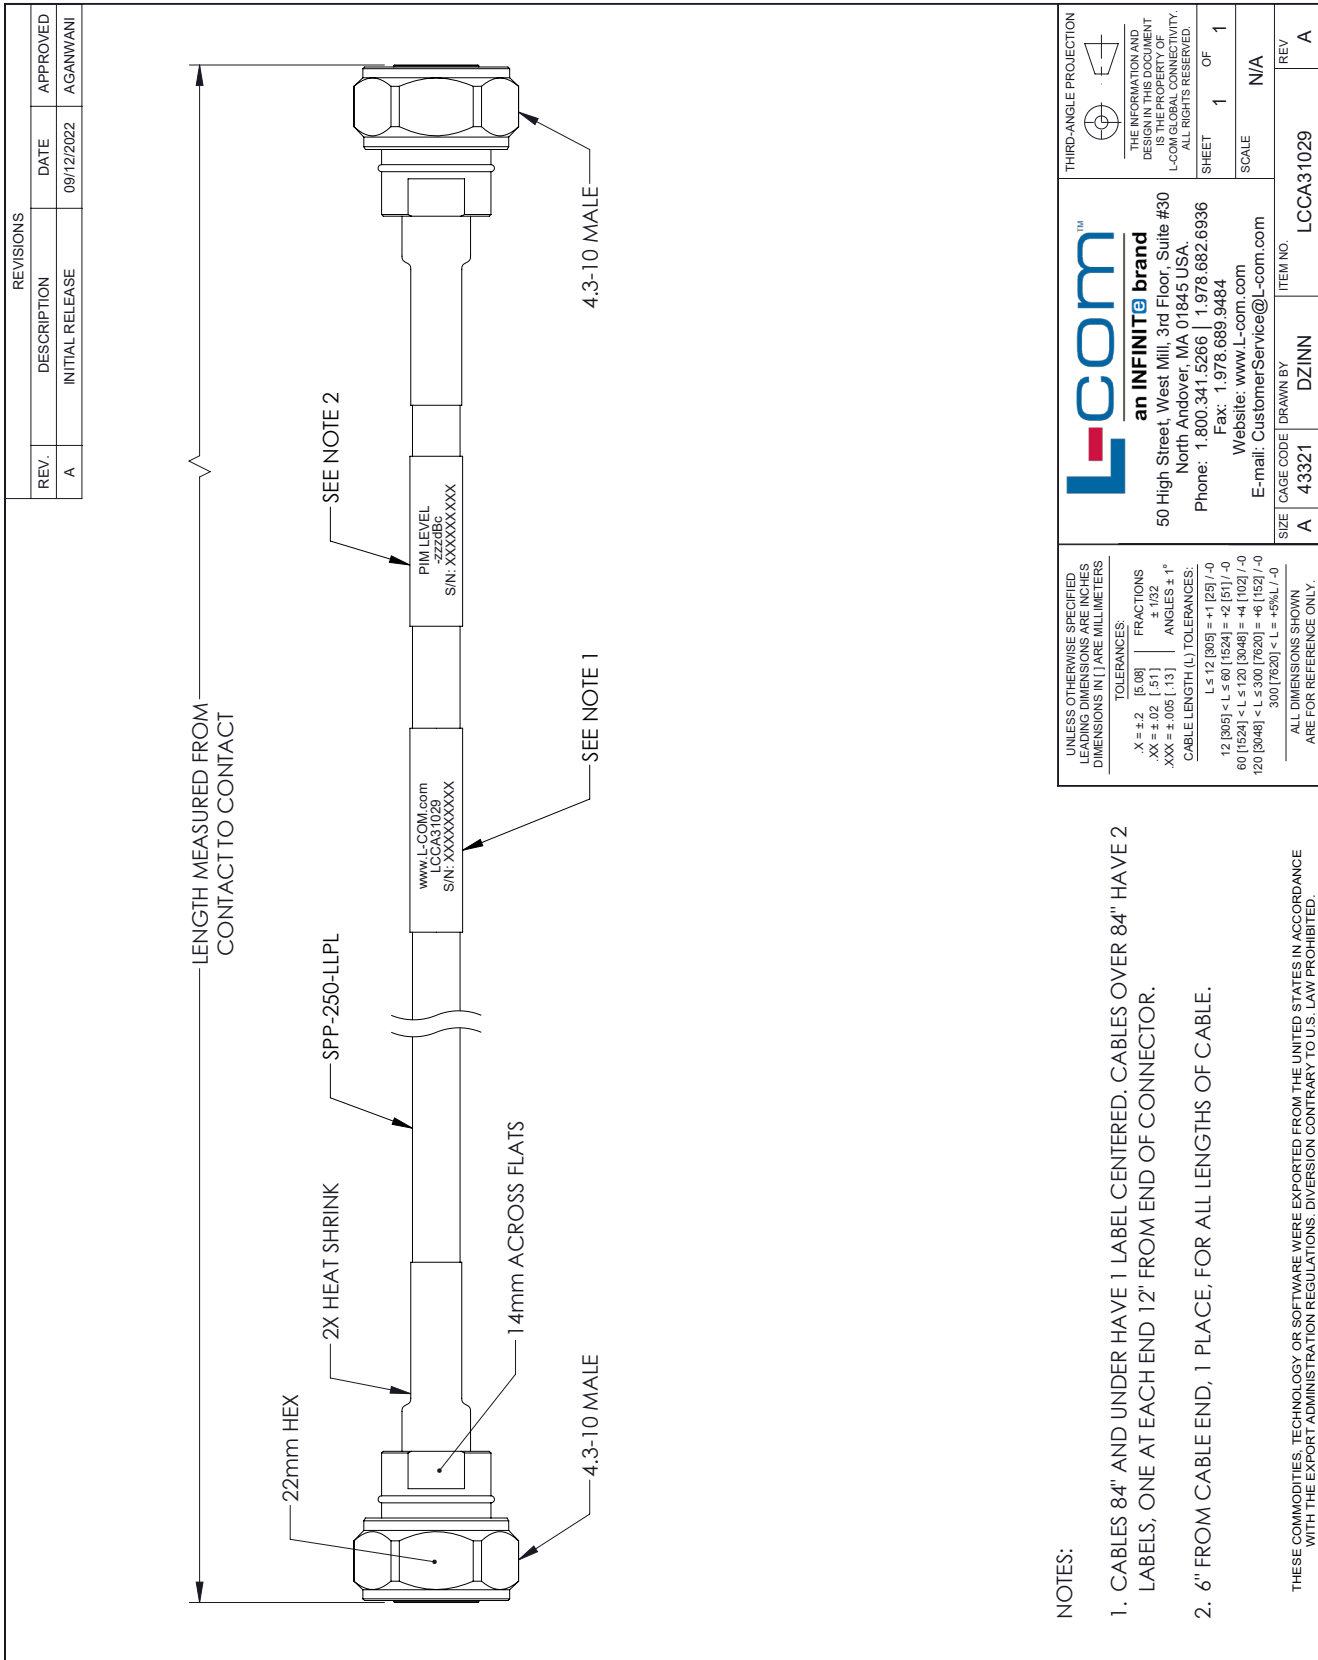 REVISIONS
REV. DESCRIPTION DATE APPROVED
A INITIAL RELEASE 09/12/2022 AGANWANI
LENGTH MEASURED FROM
CONTACT TO CONTACT
22mm HEX
2X HEAT SHRINK
SPP-250-LLPL
SEE NOTE 2
www.L-COM.com
LCCA31029
S/N: XXXXXXXXXX
PIM LEVEL
-zzzdBc
S/N: XXXXXXXXXX
14mm ACROSS FLATS
4.3-10 MALE
SEE NOTE 1
4.3-10 MALE
NOTES:
1. CABLES 84" AND UNDER HAVE 1 LABEL CENTERED. CABLES OVER 84" HAVE 2
LABELS, ONE AT EACH END 12" FROM END OF CONNECTOR.
2. 6" FROM CABLE END, 1 PLACE, FOR ALL LENGTHS OF CABLE.
THESE COMMODITIES, TECHNOLOGY OR SOFTWARE WERE EXPORTED FROM THE UNITED STATES IN ACCORDANCE
WITH THE EXPORT ADMINISTRATION REGULATIONS. DIVERSION CONTRARY TO U.S. LAW PROHIBITED.
UNLESS OTHERWISE SPECIFIED
LEADING DIMENSIONS ARE INCHES
DIMENSIONS IN [ ] ARE MILLIMETERS
TOLERANCES:
.X = ±.2 [5.08] FRACTIONS
.XX = ±.02 [.51] ± 1/32
.XXX = ±.005 [.13] ANGLES ± 1°
CABLE LENGTH (L) TOLERANCES:
L ≤ 12 [305] = +1 [25] / -0
12 [305] < L ≤ 60 [1524] = +2 [51] / -0
60 [1524] < L ≤ 120 [3048] = +4 [102] / -0
120 [3048] < L ≤ 300 [7620] = +6 [152] / -0
300 [7620] < L = +5%L / -0
ALL DIMENSIONS SHOWN
ARE FOR REFERENCE ONLY.
L-com™
an INFINITe brand
50 High Street, West Mill, 3rd Floor, Suite #30
North Andover, MA 01845 USA.
Phone: 1.800.341.5266 | 1.978.682.6936
Fax: 1.978.689.9484
Website: www.L-com.com
E-mail: CustomerService@L-com.com
THIRD-ANGLE PROJECTION
THE INFORMATION AND
DESIGN IN THIS DOCUMENT
IS THE PROPERTY OF
L-COM GLOBAL CONNECTIVITY.
ALL RIGHTS RESERVED.
SHEET 1 OF 1
SCALE N/A
SIZE A
CAGE CODE 43321
DRAWN BY DZINN
ITEM NO. LCCA31029
REV A